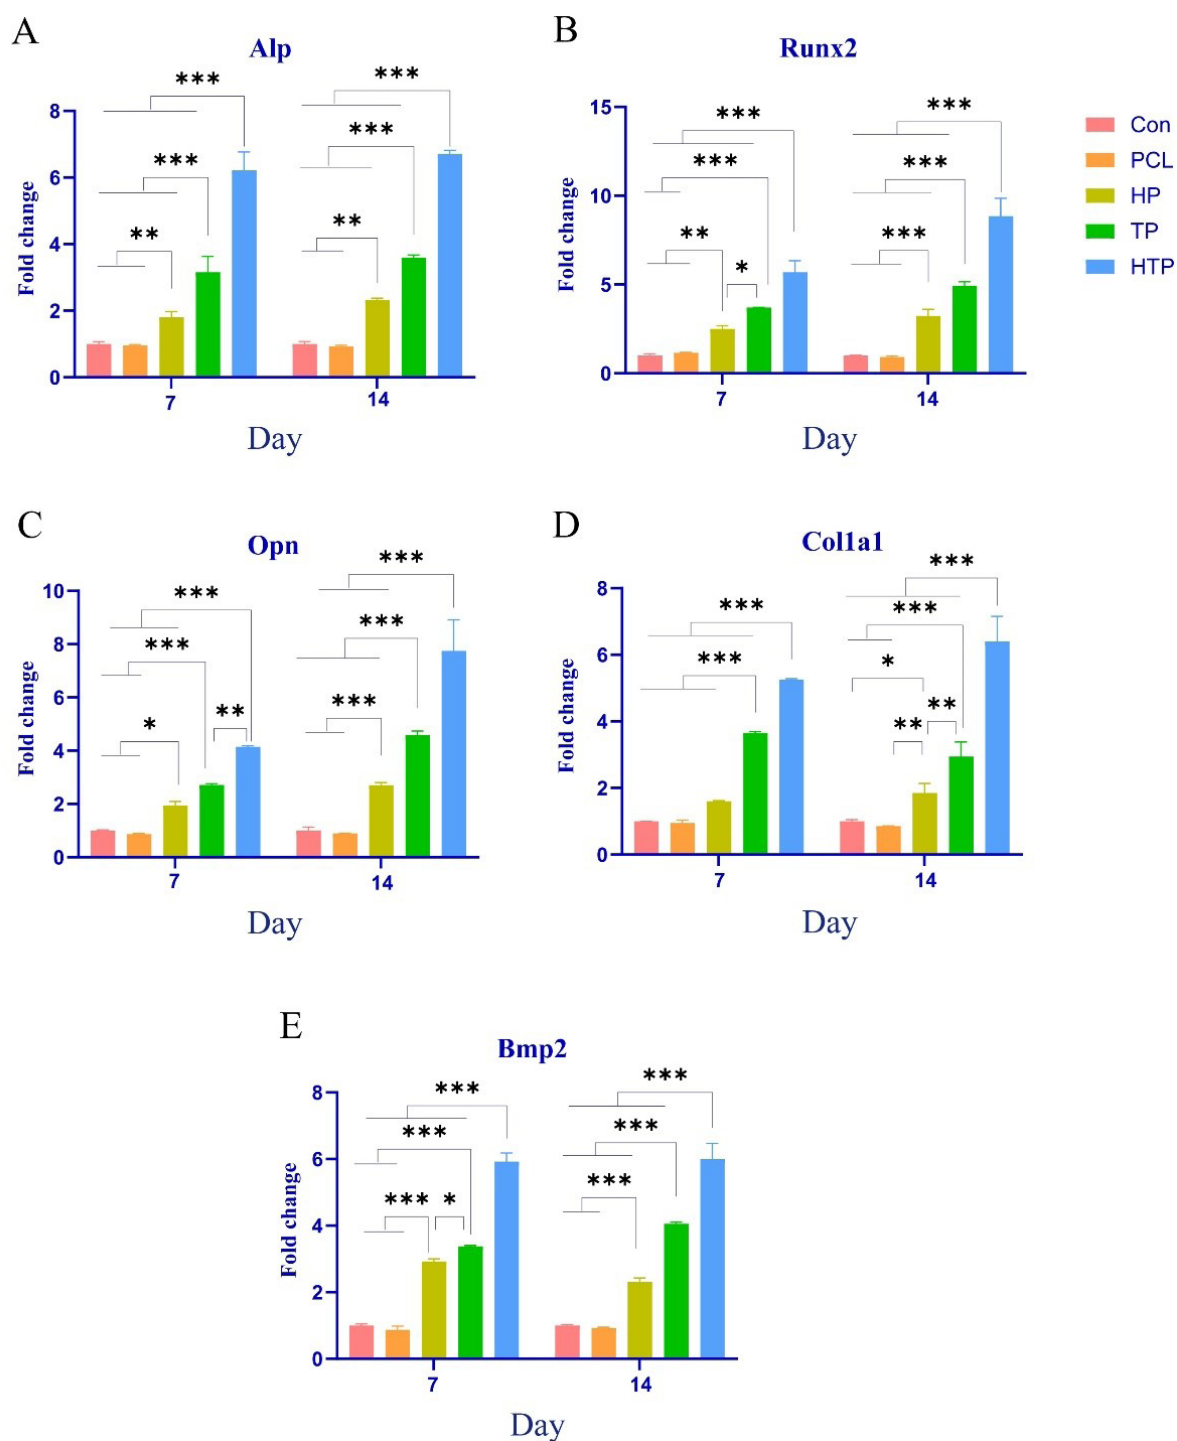 A
Alp
Fold change
8
6
4
2
0
*** ***
*** ***
** **
7 14
Day
B
Runx2
Fold change
15
10
5
0
*** ***
*** ***
** ***
*
7 14
Day
Con
PCL
HP
TP
HTP
C
Opn
Fold change
10
8
6
4
2
0
*** ***
*** ***
** ***
*
7 14
Day
D
Col1a1
Fold change
8
6
4
2
0
*** ***
*** ***
*
** **
7 14
Day
E
Bmp2
Fold change
8
6
4
2
0
*** ***
*** ***
*** * ***
7 14
Day